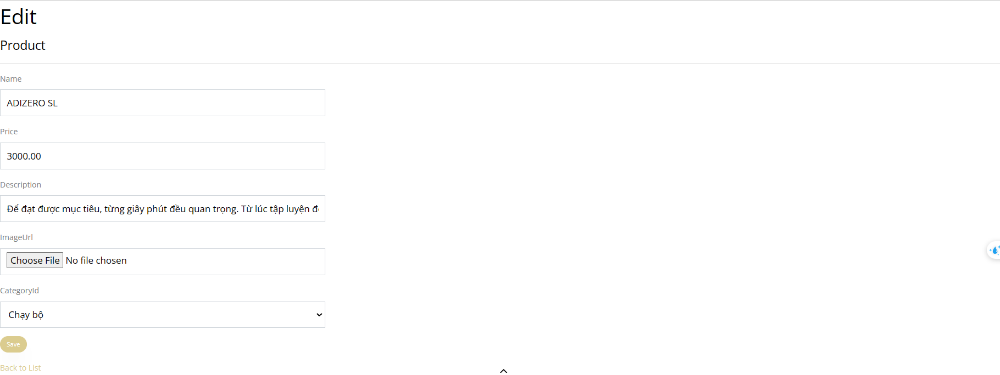 Edit
Product
Name
ADIZERO SL
Price
3000.00
Description
Để đạt được mục tiêu, từng giây phút đều quan trọng. Từ lúc tập luyện
ImageUrl
Choose File No file chosen
CategoryId
Chạy bộ
Save
Back to List